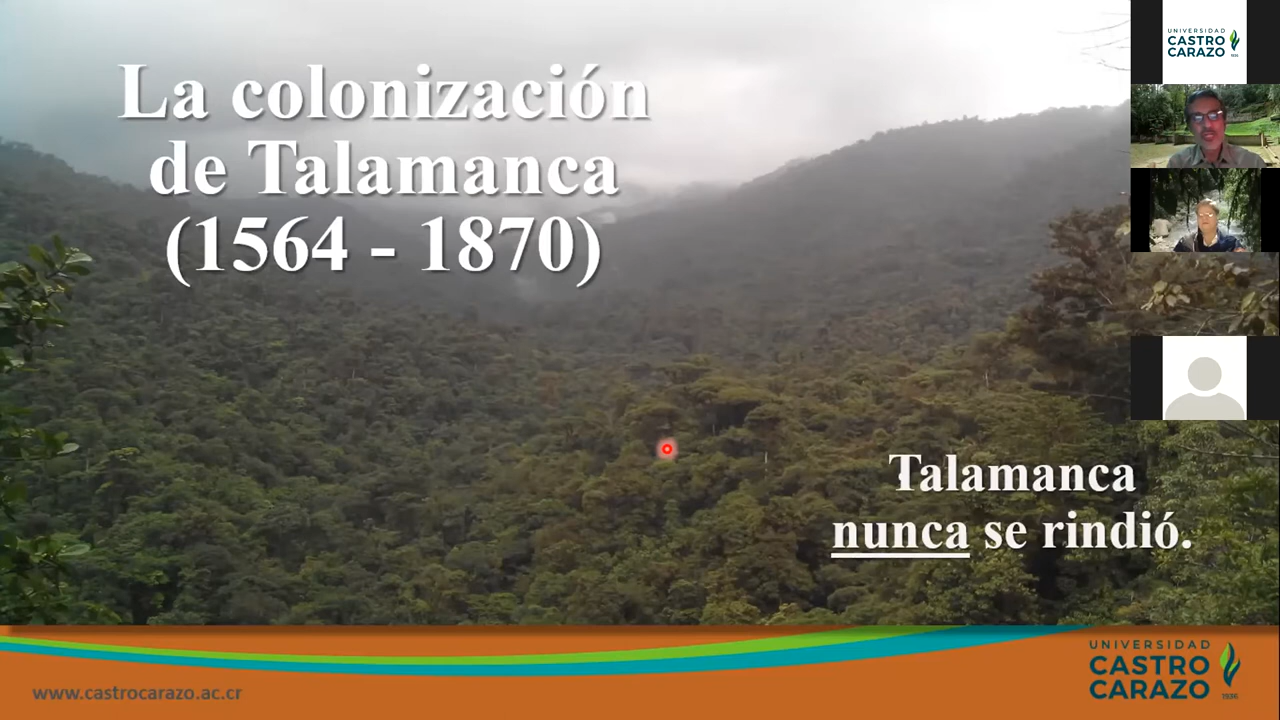 La colonización
de Talamanca
(1564 - 1870)
UNIVERSIDAD
CASTRO
CARAZO
Talamanca
nunca se rindió.
www.castrocarazo.ac.cr
UNIVERSIDAD
CASTRO
CARAZO
1936